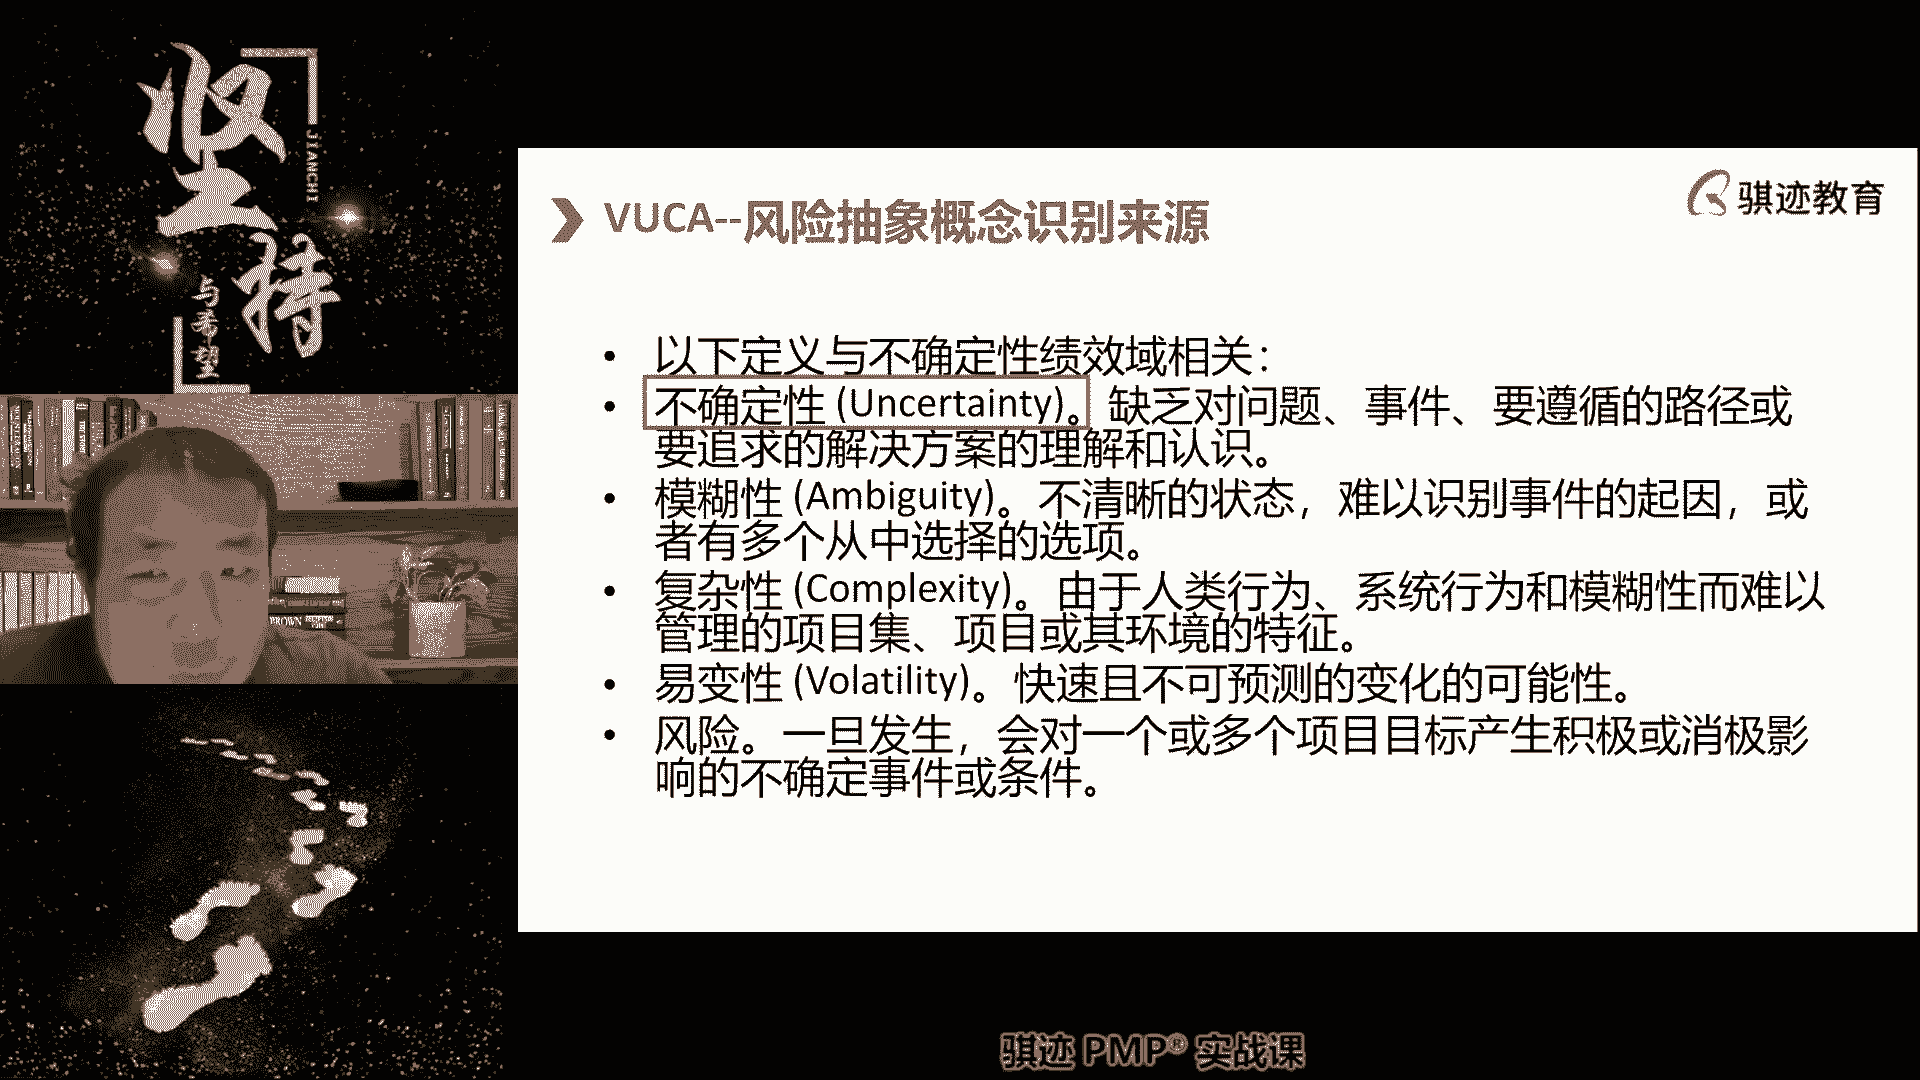 坚持
JIANCHI
与希望
骐迹教育
VUCA--风险抽象概念识别来源
• 以下定义与不确定性绩效域相关：
• 不确定性 (Uncertainty)。缺乏对问题、事件、要遵循的路径或
要追求的解决方案的理解和认识。
• 模糊性 (Ambiguity)。不清晰的状态，难以识别事件的起因，或
者有多个从中选择的选项。
• 复杂性 (Complexity)。由于人类行为、系统行为和模糊性而难以
管理的项目集、项目或其环境的特征。
• 易变性 (Volatility)。快速且不可预测的变化的可能性。
• 风险。一旦发生，会对一个或多个项目目标产生积极或消极影
响的不确定事件或条件。
BROWN
骐迹 PMP® 实战课